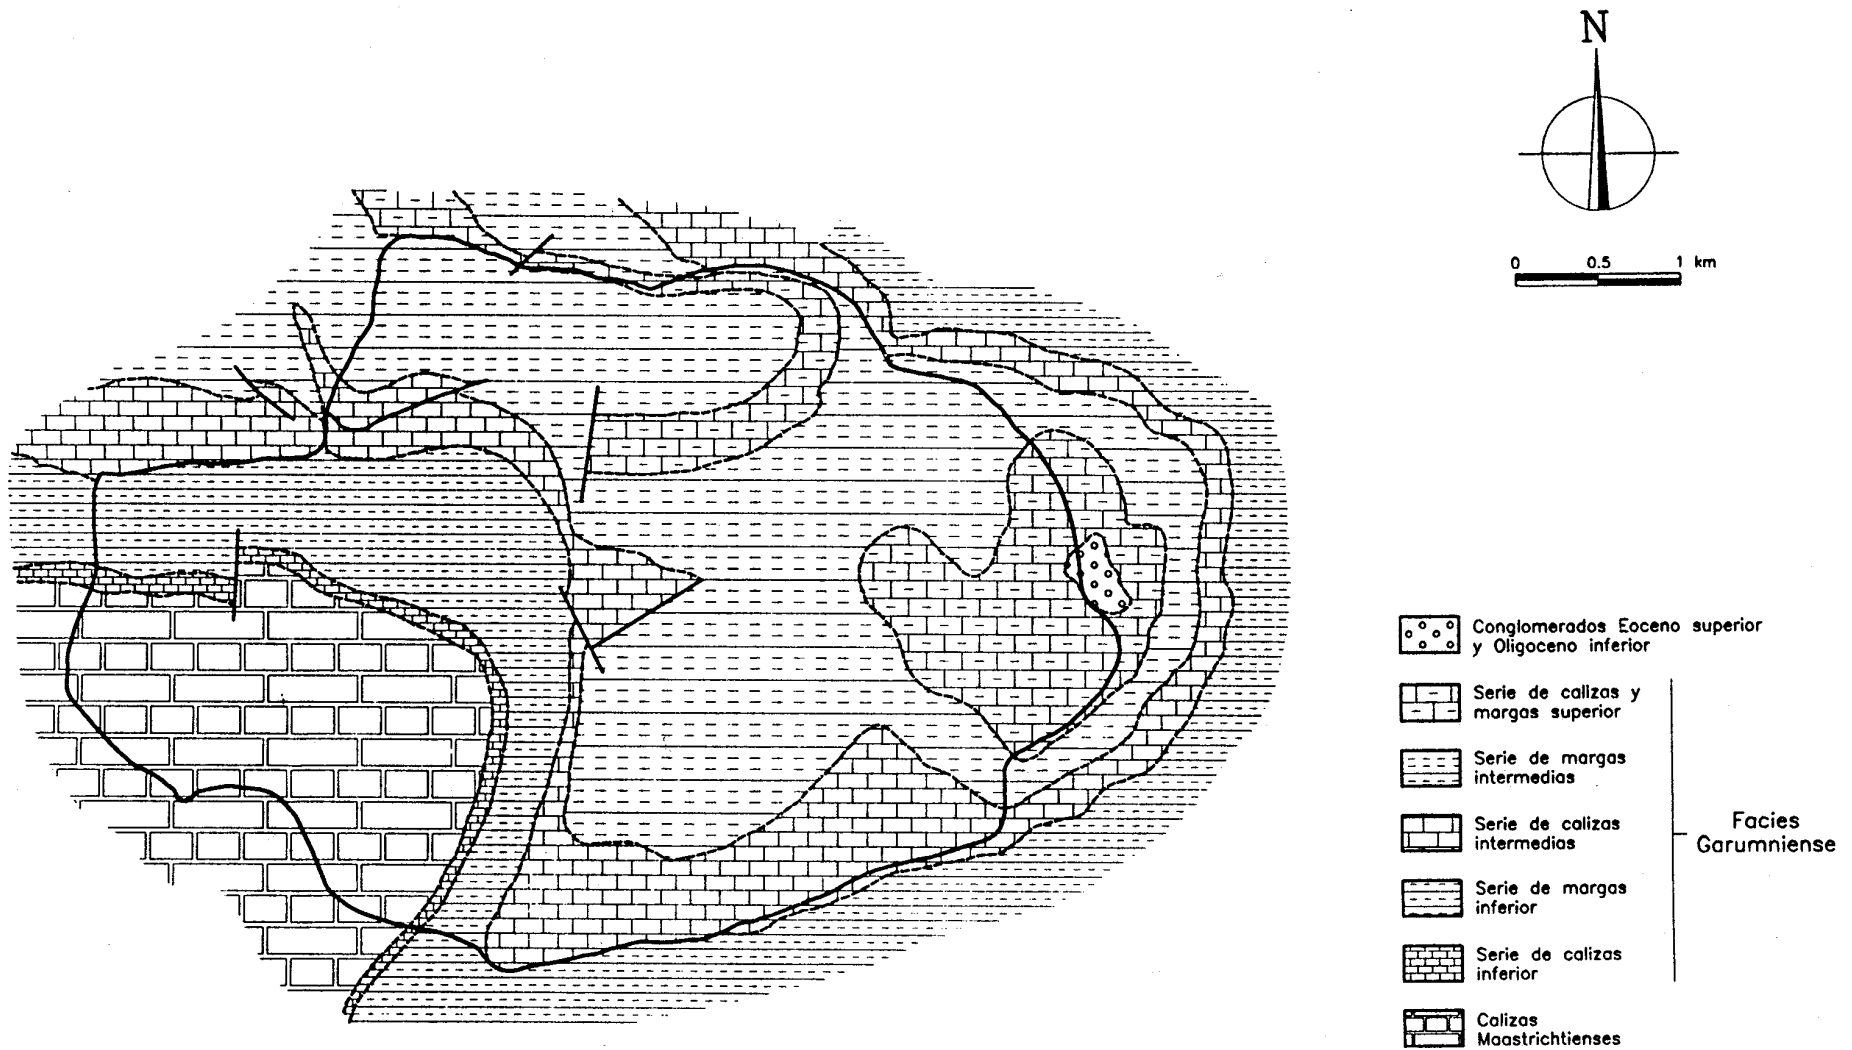 N
0 0.5 1 km
Conglomerados Eoceno superior
y Oligoceno inferior
Serie de calizas y
margas superior
Serie de margas
intermedias
Serie de calizas
intermedias
Serie de margas
inferior
Serie de calizas
inferior
Calizas
Maastrichtienses
Facies
Garumniense